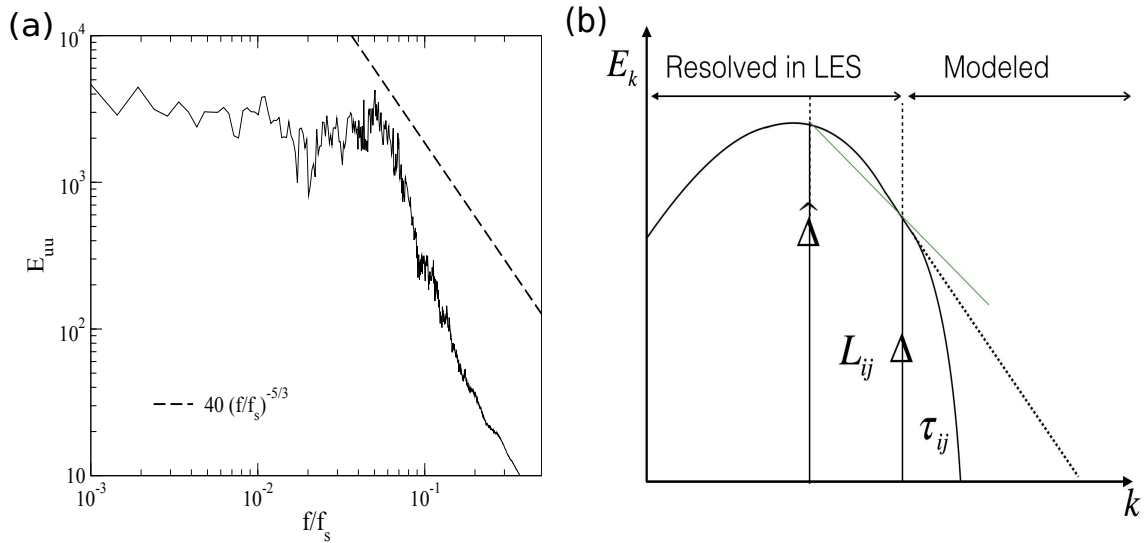 (a)
10^4
10^3
10^2
10
E_uu
40 (f/f_s)^-5/3
10^-3
10^-2
10^-1
f/f_s
(b)
E_k
Resolved in LES
Modeled
Δ̂
L_ij
Δ
τ_ij
k